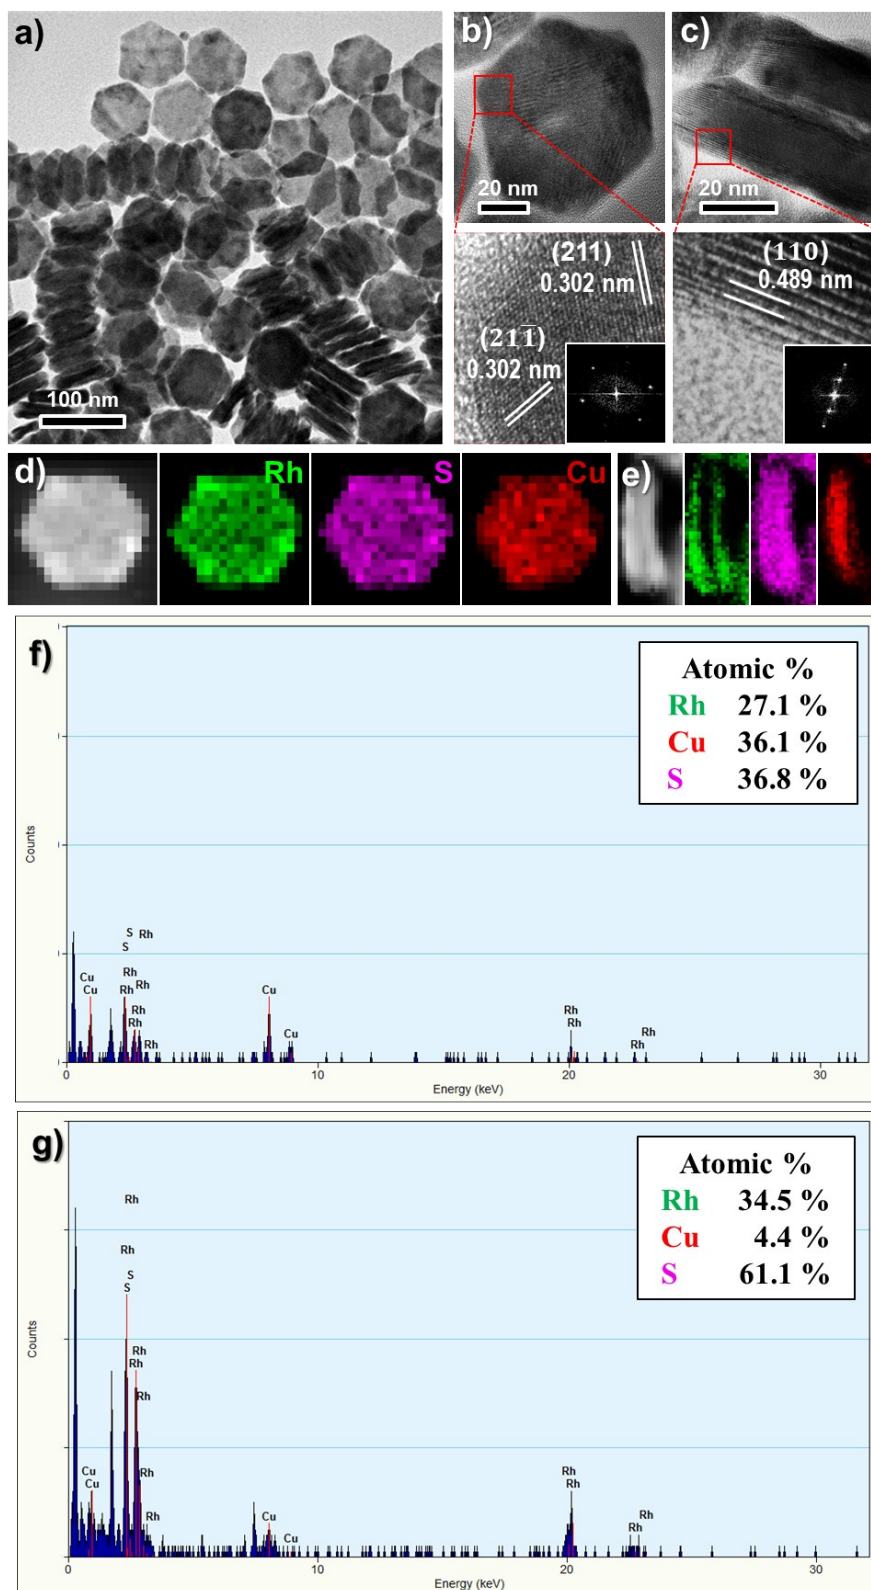 a)
100 nm
b)
20 nm
c)
20 nm
(211)
0.302 nm
(211̅)
0.302 nm
(110)
0.489 nm
d)
Rh
S
Cu
e)
f)
Atomic %
Rh 27.1 %
Cu 36.1 %
S 36.8 %
Counts
S Rh
S
Cu
Cu
Rh
Rh
Rh
Rh
Rh
Rh
Cu
Cu
Rh
Rh
Rh
Rh
0 10 20 30
Energy (keV)
g)
Atomic %
Rh 34.5 %
Cu 4.4 %
S 61.1 %
Counts
Rh
Rh
S
S
Rh
Rh
Rh
Cu
Cu
Rh
Rh
Cu
Cu
Rh
Rh
Rh
Rh
0 10 20 30
Energy (keV)